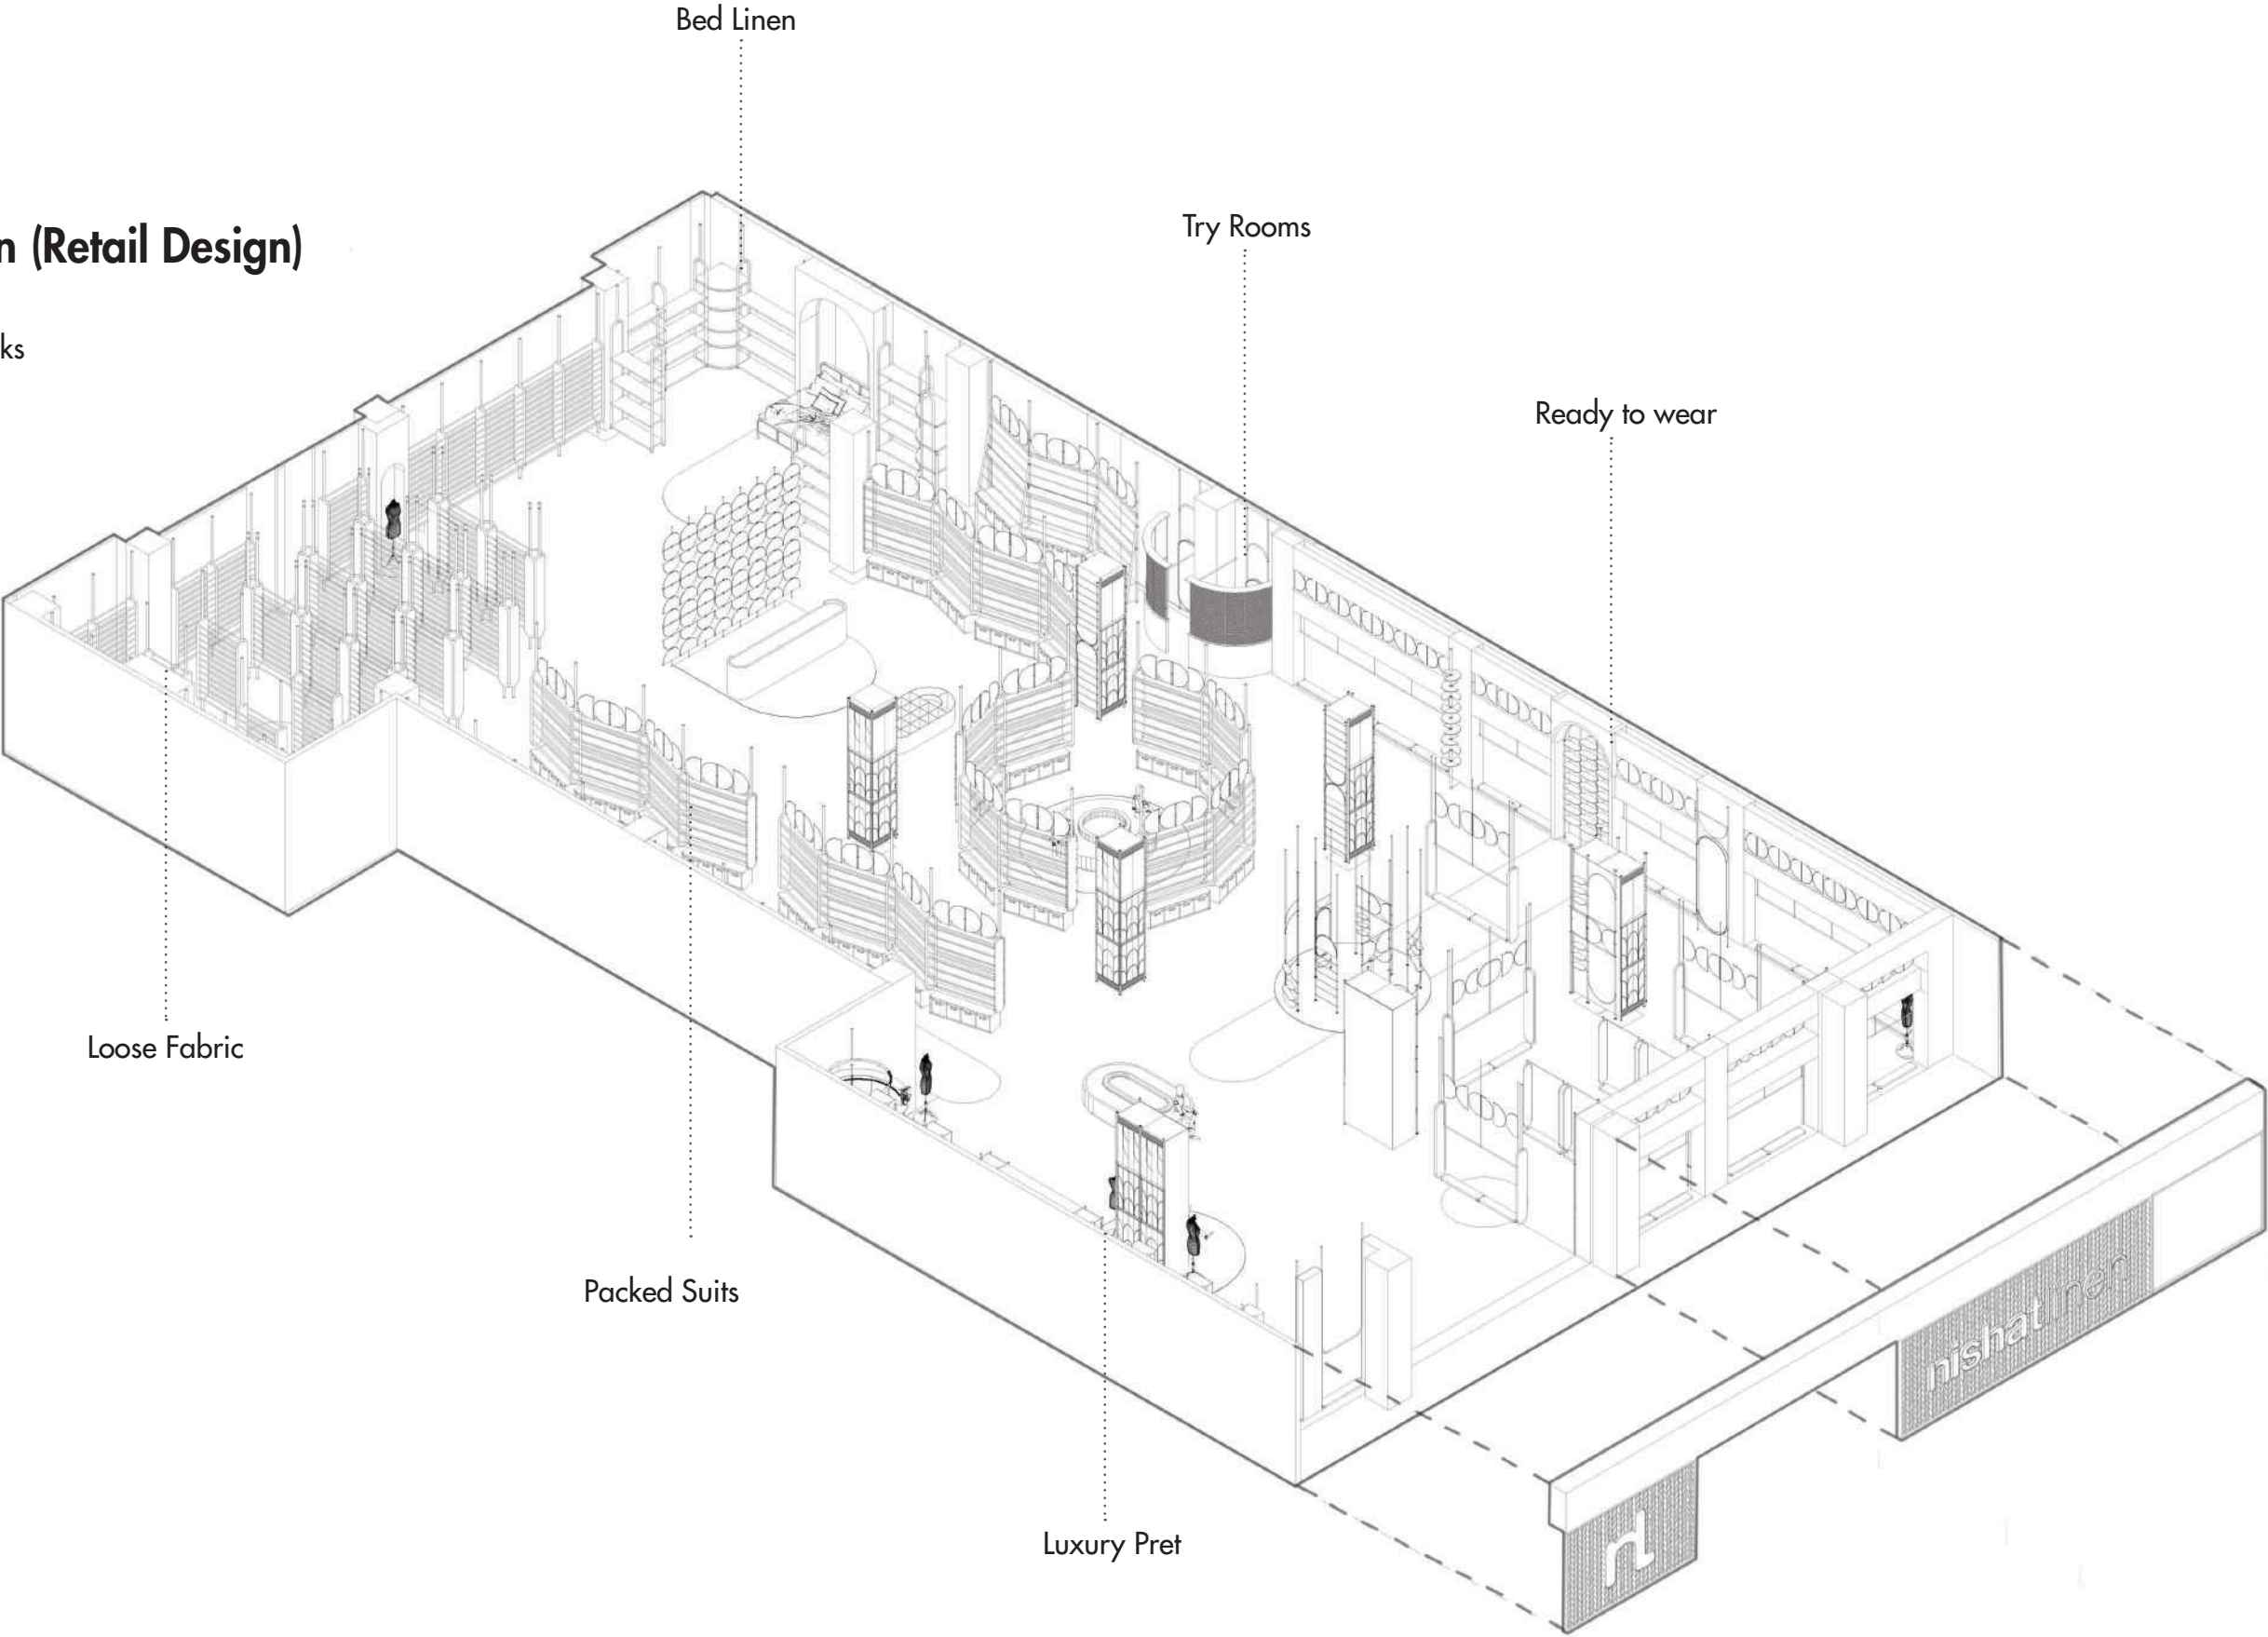 Bed Linen
Try Rooms
n (Retail Design)
ks
Ready to wear
Loose Fabric
Packed Suits
nishatlinen
Luxury Pret
nl